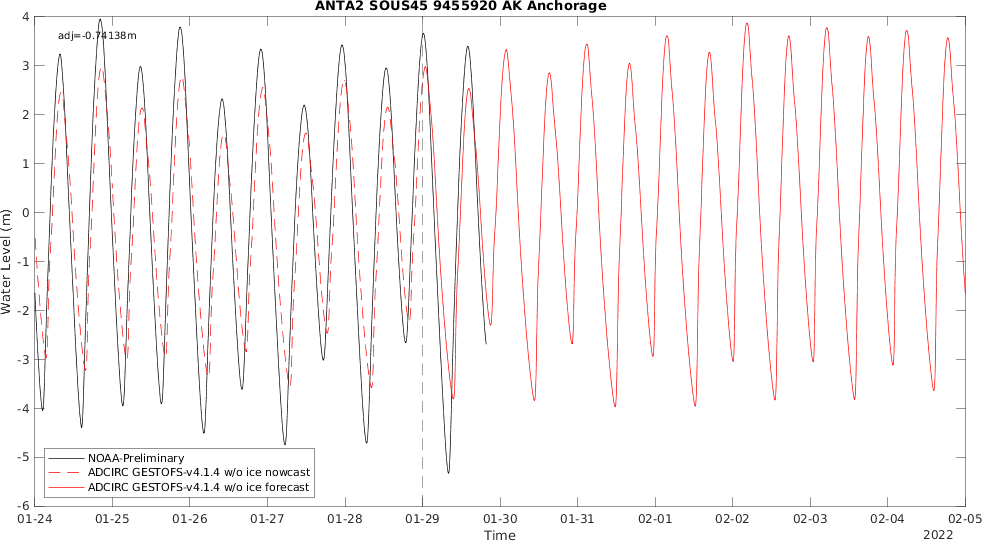 ANTA2 SOUS45 9455920 AK Anchorage
adj=-0.74138m
4
3
2
1
0
-1
-2
-3
-4
-5
-6
Water Level (m)
NOAA-Preliminary
ADCIRC GESTOFS-v4.1.4 w/o ice nowcast
ADCIRC GESTOFS-v4.1.4 w/o ice forecast
01-24 01-25 01-26 01-27 01-28 01-29 01-30 01-31 02-01 02-02 02-03 02-04 02-05
Time
2022